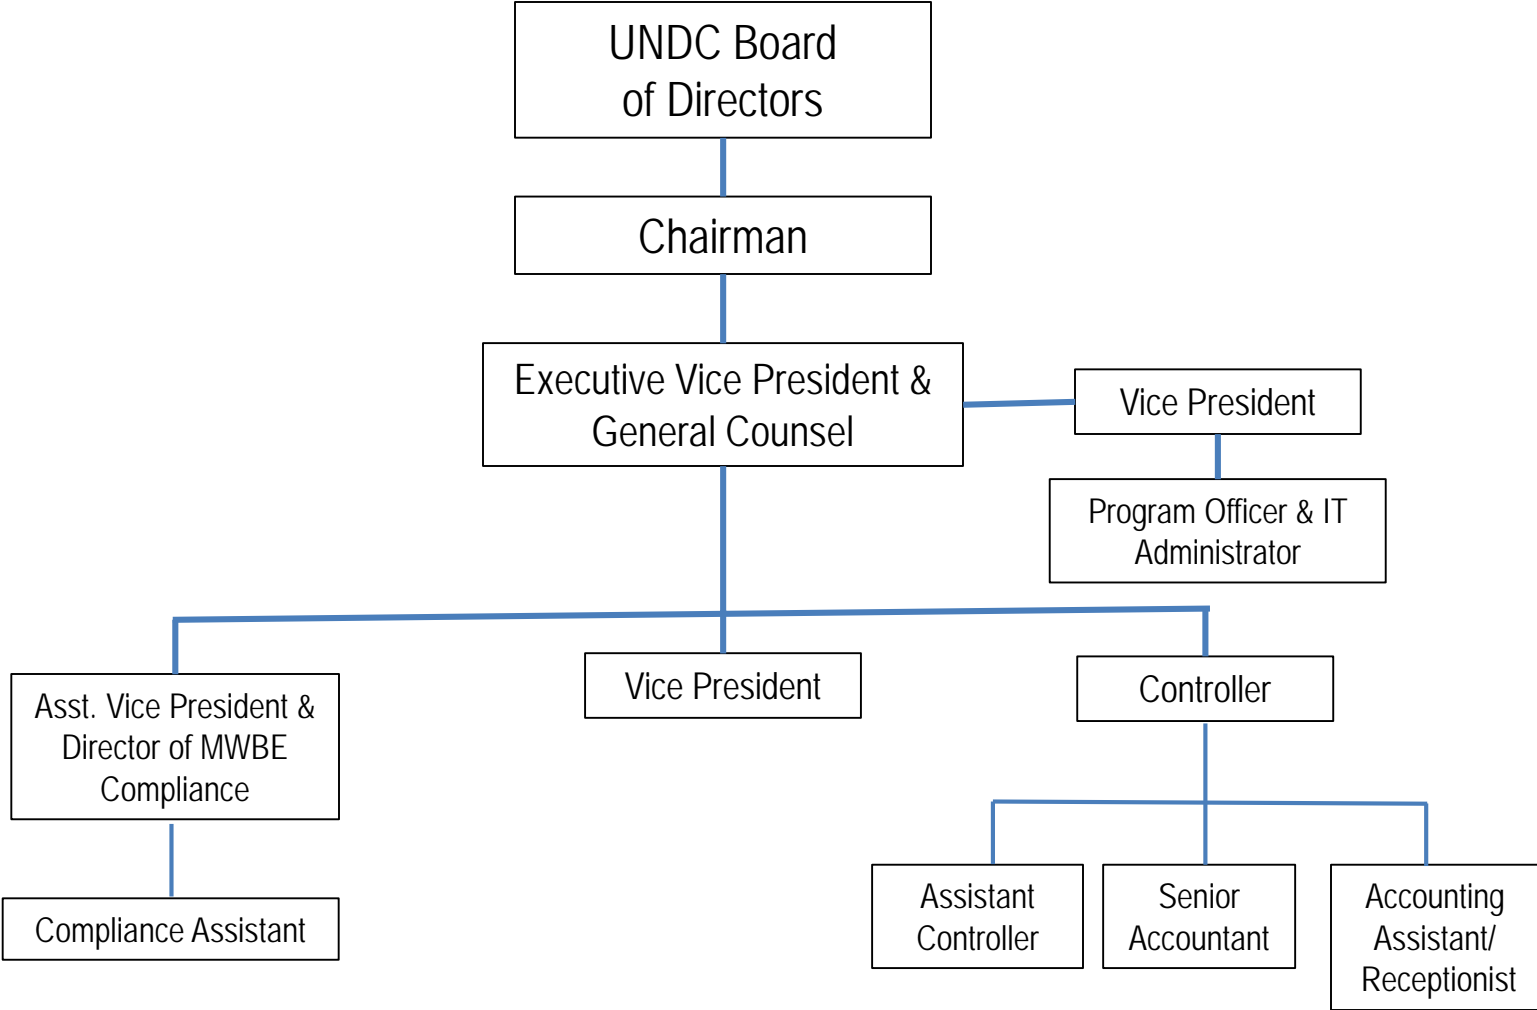 UNDC Board
of Directors
Chairman
Executive Vice President &
General Counsel
Vice President
Program Officer & IT
Administrator
Asst. Vice President &
Director of MWBE
Compliance
Vice President
Controller
Compliance Assistant
Assistant
Controller
Senior
Accountant
Accounting
Assistant/
Receptionist